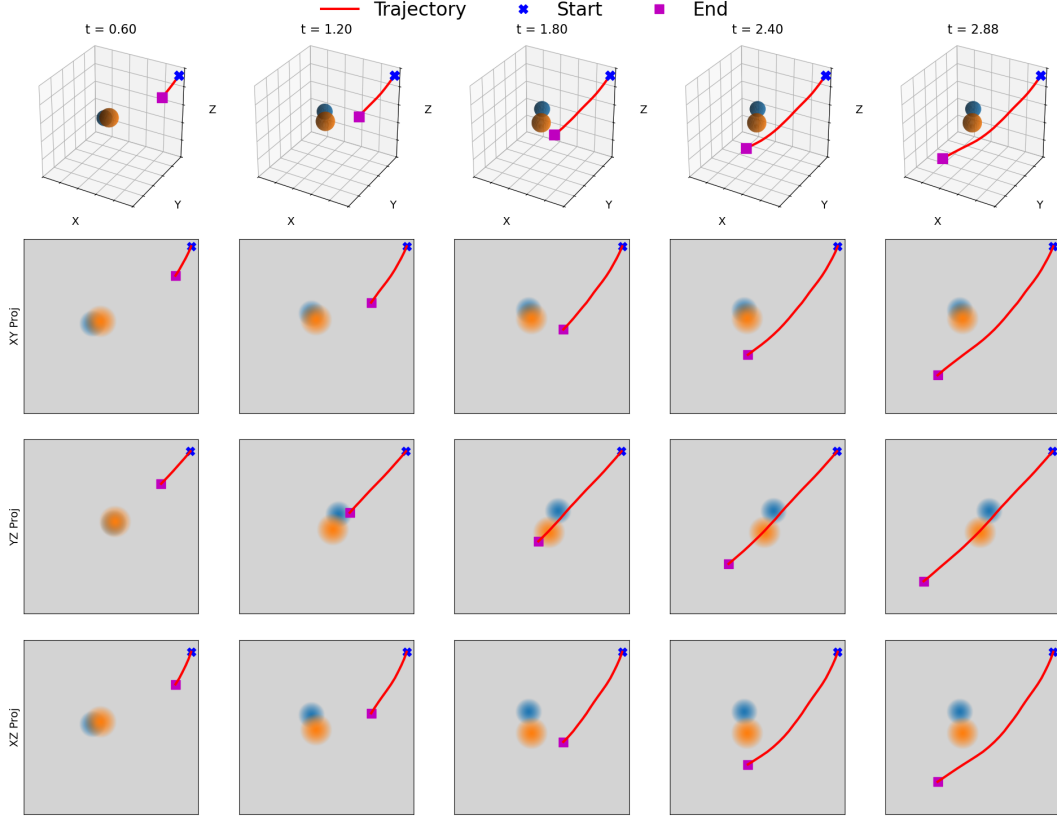 Trajectory Start End
t = 0.60 t = 1.20 t = 1.80 t = 2.40 t = 2.88
Z Z Z Z Z
Y Y Y Y Y
X X X X X
XY Proj
YZ Proj
XZ Proj